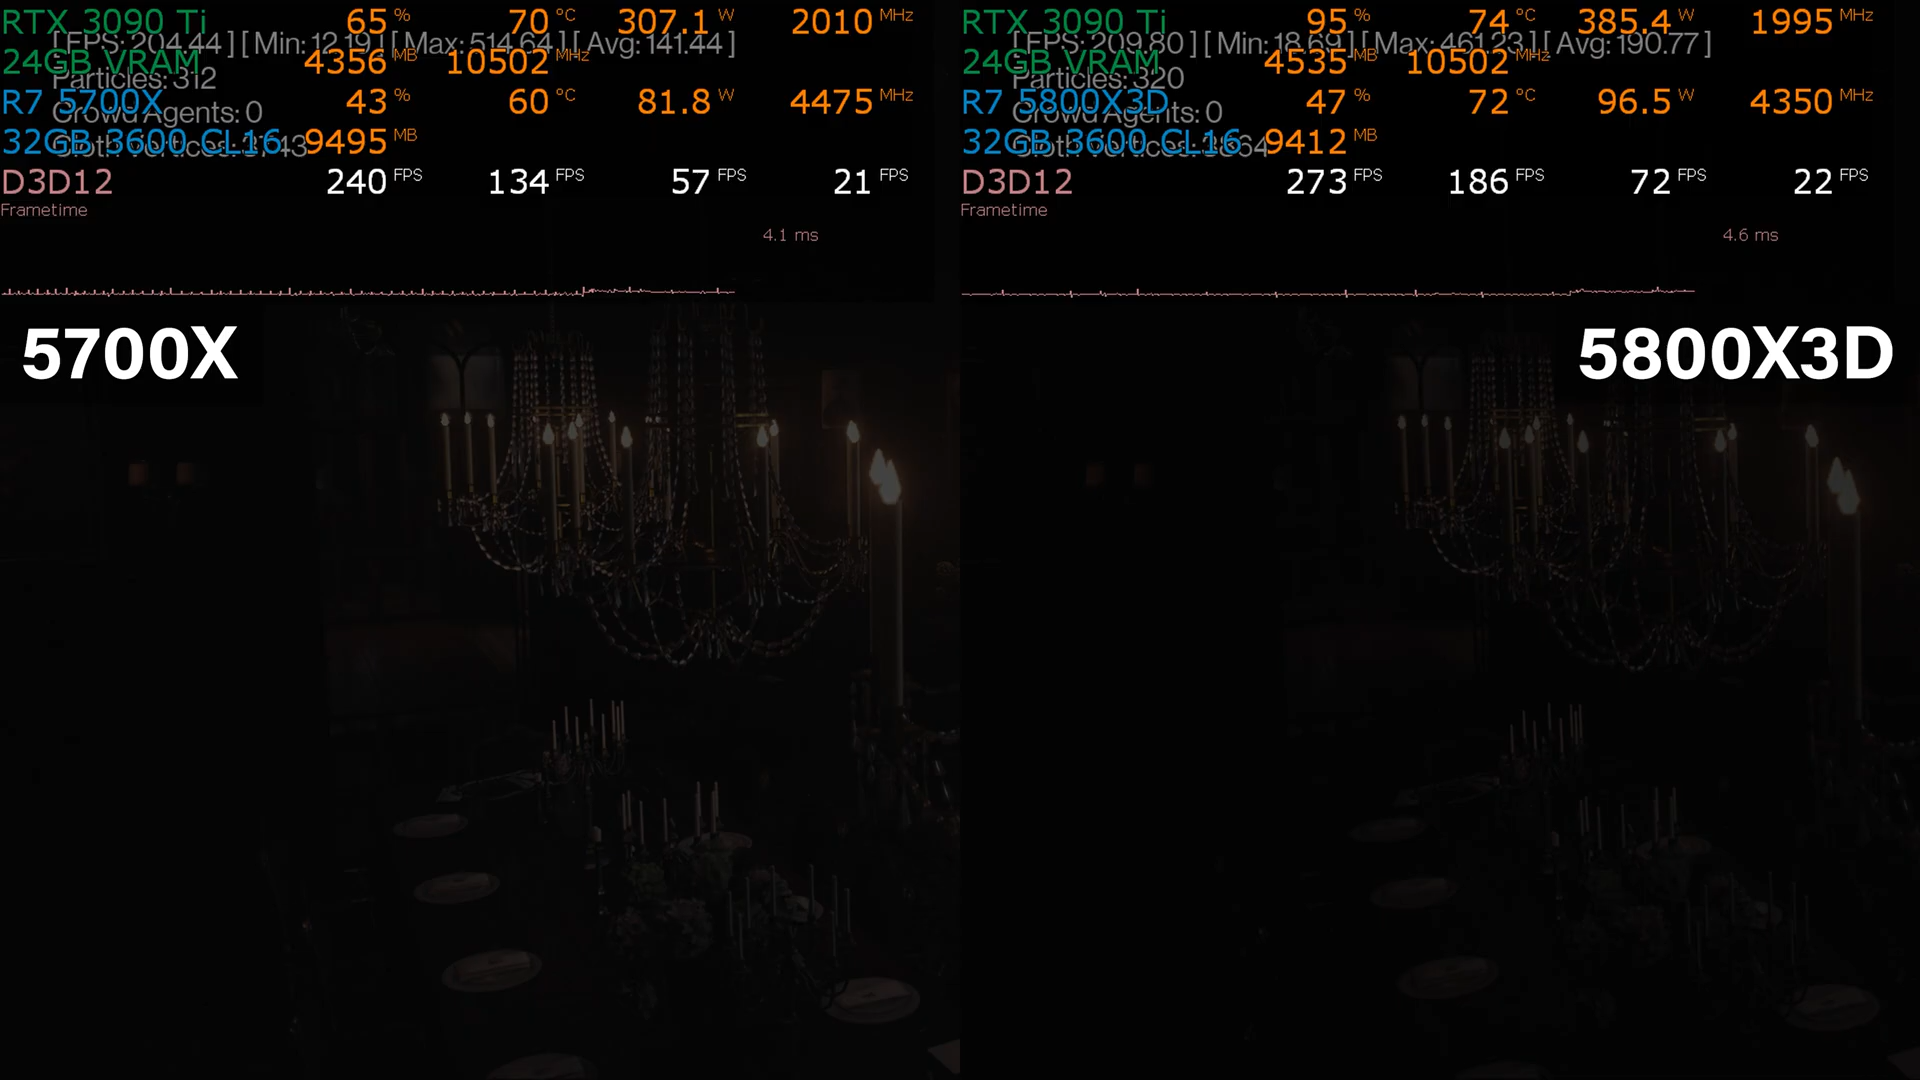 RTX 3090 Ti 65 % 70 °C 307.1 W 2010 MHz
[FPS: 204.44] [Min: 12.19] [Max: 514.64] [Avg: 141.44]
24GB VRAM 4356 MB 10502 MHz
Particles: 312
R7 5700X 43 % 60 °C 81.8 W 4475 MHz
Crowd Agents: 0
32GB 3600 CL16 9495 MB
Cloth Vertices: 3743
D3D12 240 FPS 134 FPS 57 FPS 21 FPS
Frametime
4.1 ms
5700X
RTX 3090 Ti 95 % 74 °C 385.4 W 1995 MHz
[FPS: 209.80] [Min: 18.69] [Max: 461.23] [Avg: 190.77]
24GB VRAM 4535 MB 10502 MHz
Particles: 320
R7 5800X3D 47 % 72 °C 96.5 W 4350 MHz
Crowd Agents: 0
32GB 3600 CL16 9412 MB
Cloth Vertices: 3864
D3D12 273 FPS 186 FPS 72 FPS 22 FPS
Frametime
4.6 ms
5800X3D